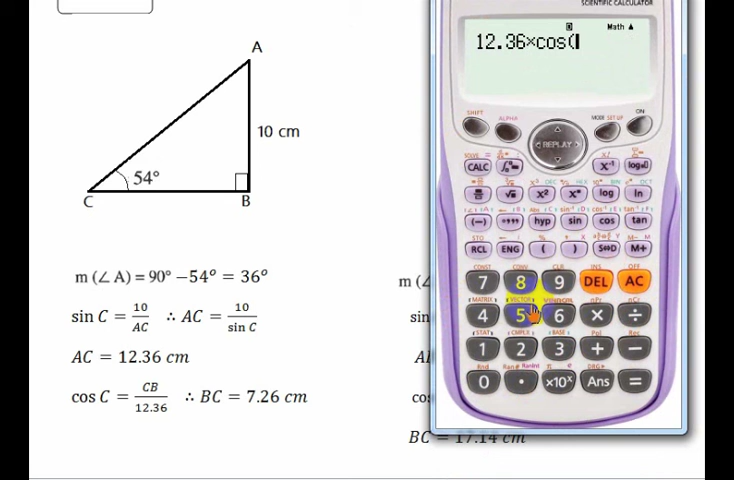 SCIENTIFIC CALCULATOR
Math ▲
12.36×cos(
A
10 cm
54°
C
B
SHIFT
ALPHA
MODE SETUP
ON
REPLAY
CALC
x²
log
ln
(−)
hyp
sin
cos
tan
RCL
ENG
(
)
S⇔D
M+
7
8
9
DEL
AC
4
5
6
×
÷
1
2
3
+
−
0
.
×10ˣ
Ans
=
m (∠ A) = 90° −54° = 36°
sin C = 10/AC ∴ AC = 10/sin C
AC = 12.36 cm
cos C = CB/12.36 ∴ BC = 7.26 cm
m (∠
sin
cos
BC = 17.14 cm